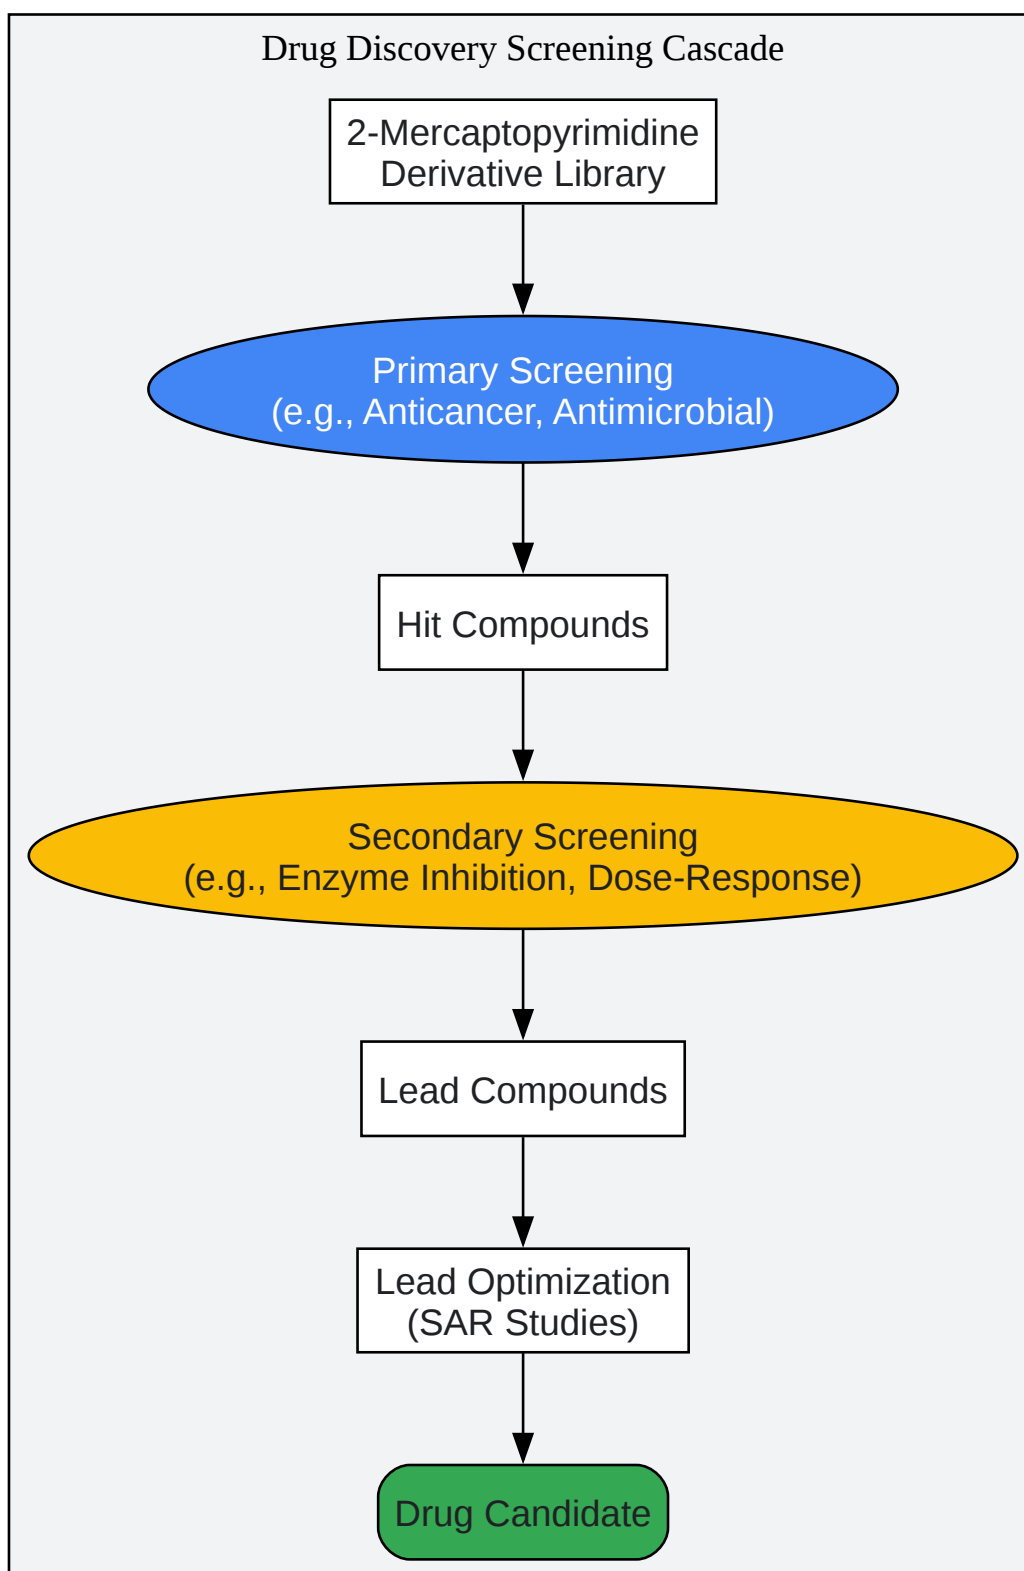 Drug Discovery Screening Cascade
2-Mercaptopyrimidine
Derivative Library
Primary Screening
(e.g., Anticancer, Antimicrobial)
Hit Compounds
Secondary Screening
(e.g., Enzyme Inhibition, Dose-Response)
Lead Compounds
Lead Optimization
(SAR Studies)
Drug Candidate